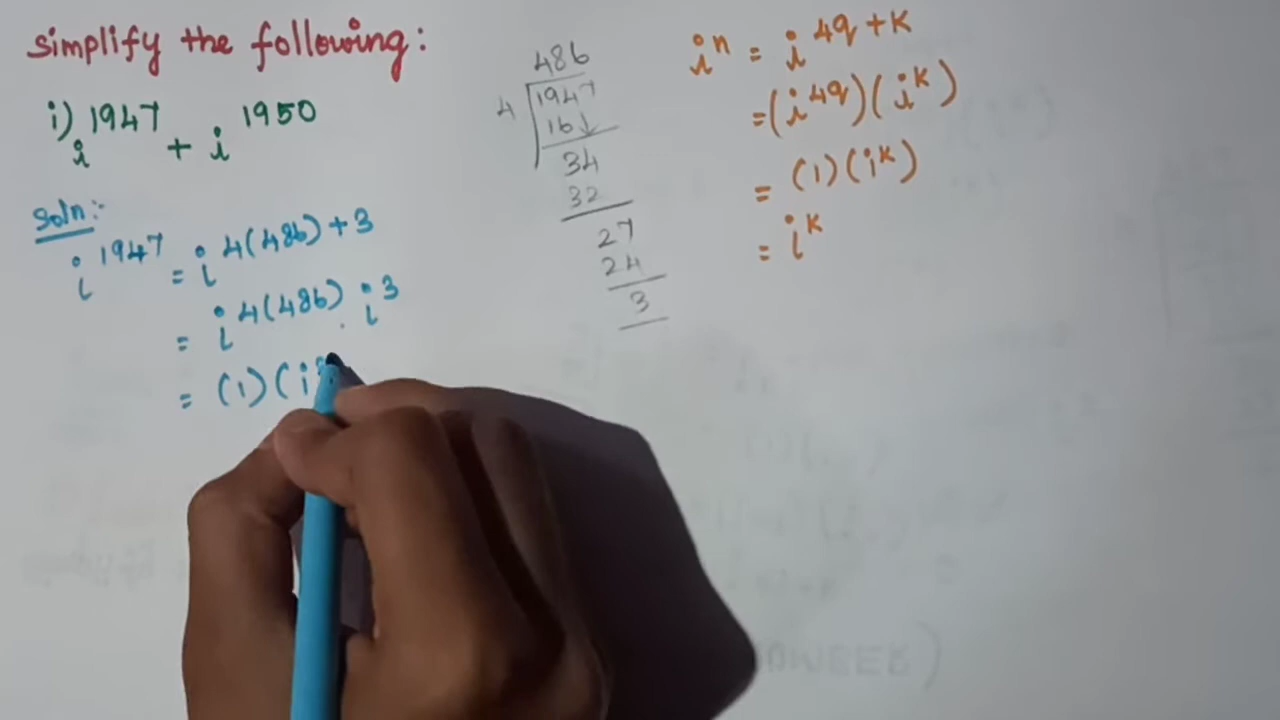 Simplify the following:
i) i^1947 + i^1950
Soln:-
i^1947 = i^4(486)+3
= i^4(486) . i^3
= (1)(i
486
4 1947
16↓
34
32
27
24
3
i^n = i^4q+k
=(i^4q)(i^k)
= (1)(i^k)
= i^k